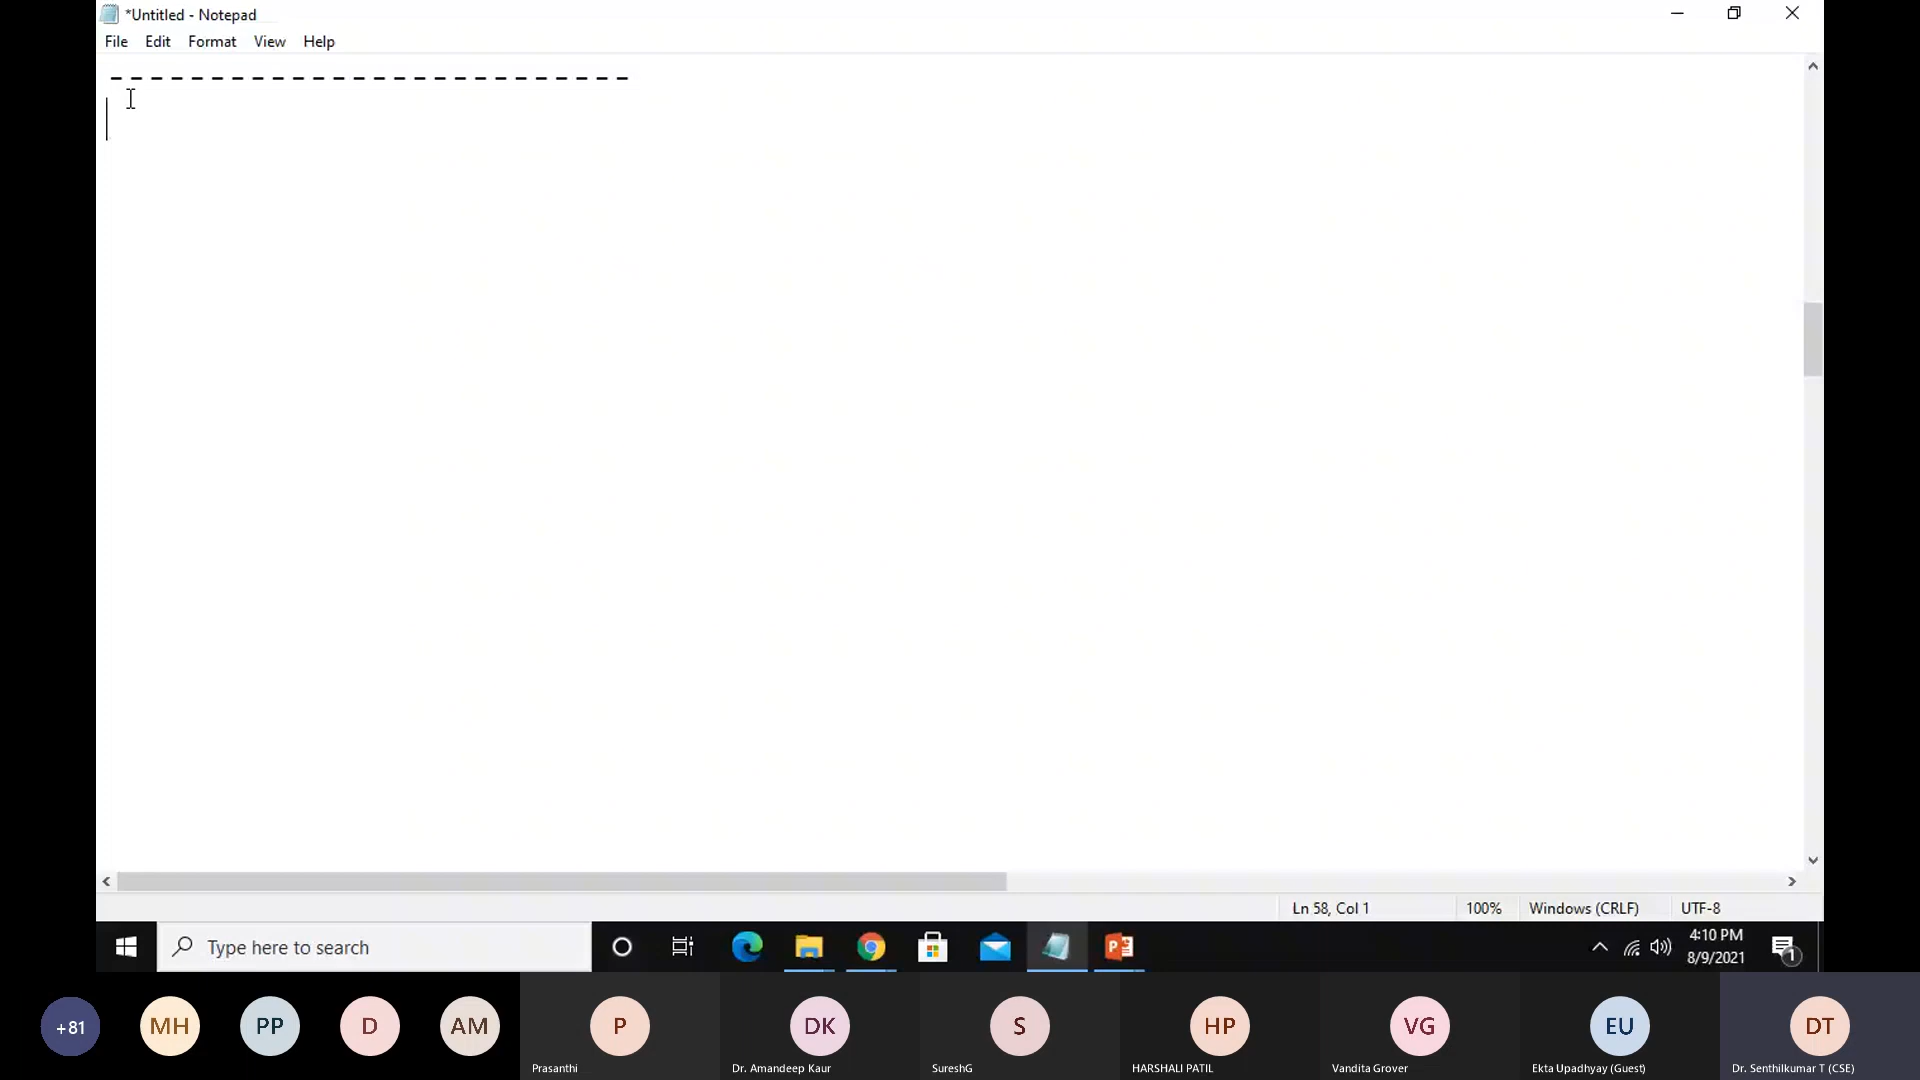 *Untitled - Notepad
File Edit Format View Help
- - - - - - - - - - - - - - - - - - - - - - - - - -
Ln 58, Col 1 100% Windows (CRLF) UTF-8
Type here to search
4:10 PM
8/9/2021
1
+81 MH PP D AM P DK S HP VG EU DT
Prasanthi Dr. Amandeep Kaur SureshG HARSHALI PATIL Vandita Grover Ekta Upadhyay (Guest) Dr. Senthilkumar T (CSE)